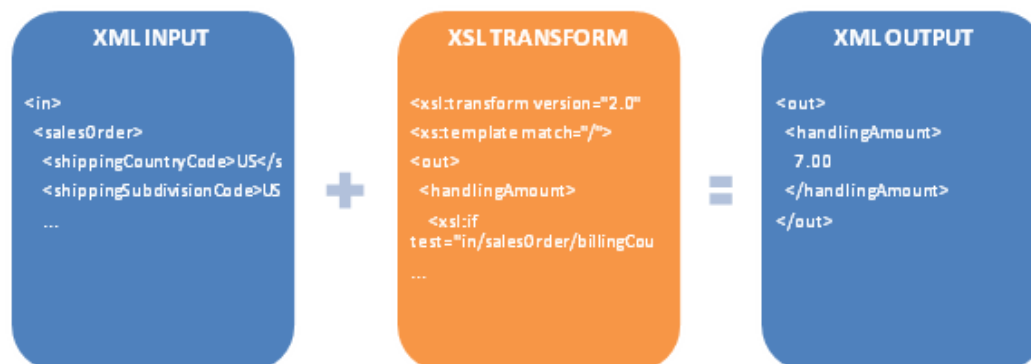 XML INPUT
<in>
<salesOrder>
<shippingCountryCode>US</s
<shippingSubdivisionCode>US
...
+
XSL TRANSFORM
<xsl:transform version="2.0"
<xs:template match="/">
<out>
<handlingAmount>
<xsl:if
test="in/salesOrder/billingCou
...
=
XML OUTPUT
<out>
<handlingAmount>
7.00
</handlingAmount>
</out>